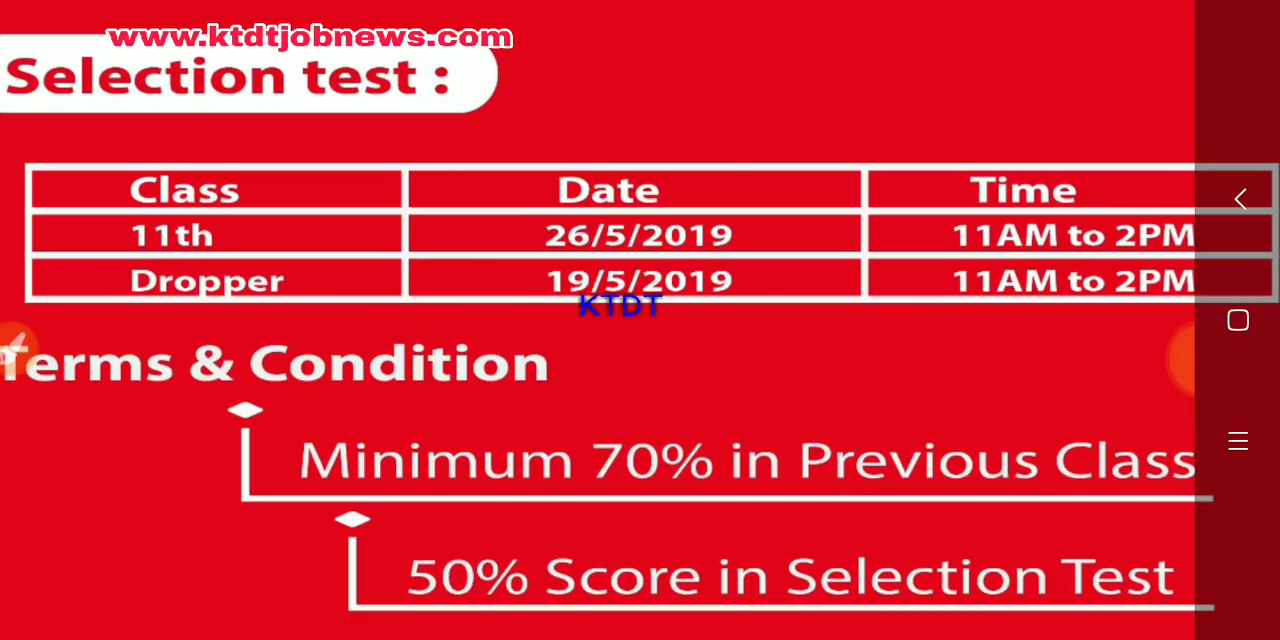 www.ktdtjobnews.com
Selection test :
Class Date Time
11th 26/5/2019 11AM to 2PM
Dropper 19/5/2019 11AM to 2PM
KTDT
Terms & Condition
Minimum 70% in Previous Class
50% Score in Selection Test